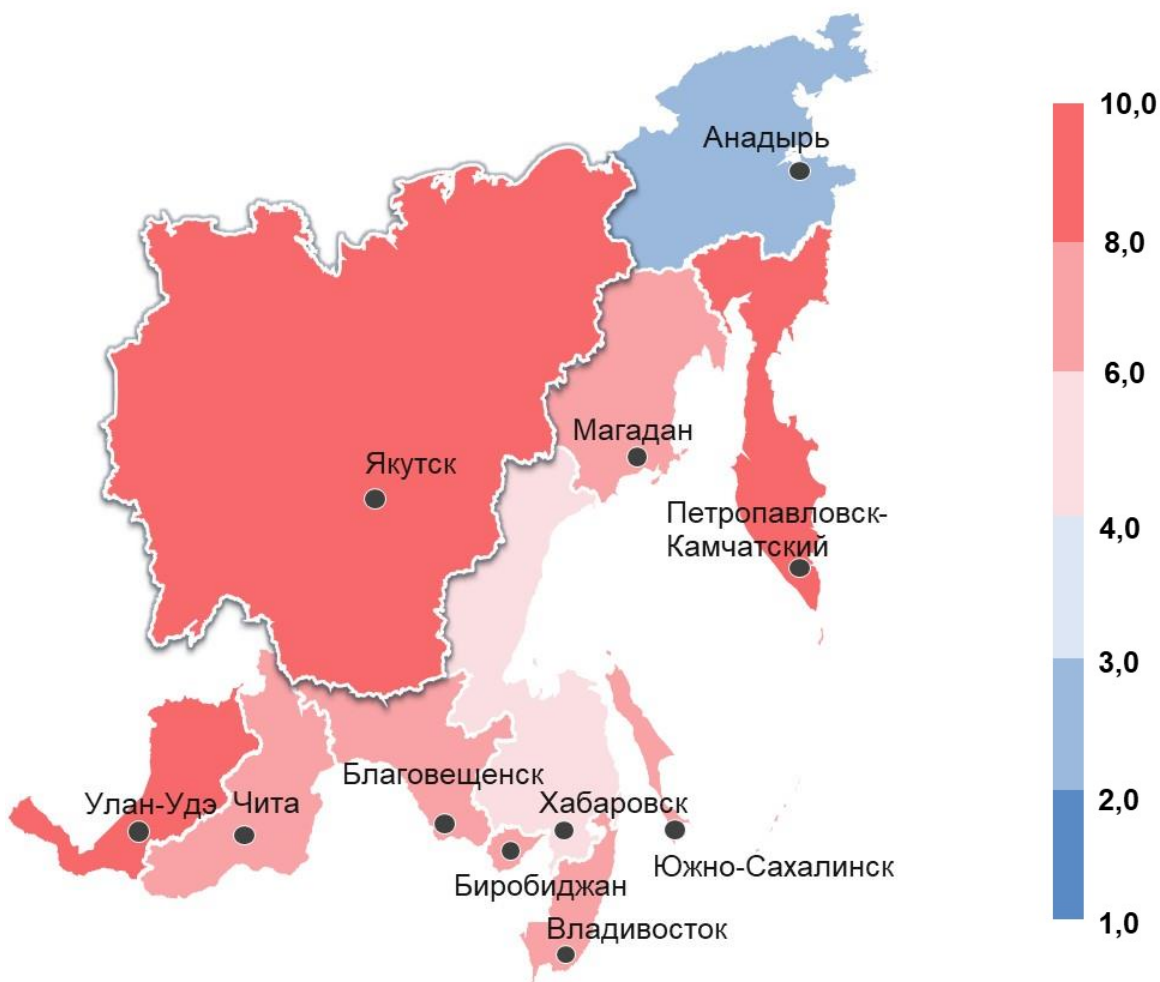 10,0
Анадырь
8,0
6,0
Магадан
Якутск
Петропавловск-
Камчатский
4,0
3,0
Благовещенск
Улан-Удэ
Чита
Хабаровск
2,0
Южно-Сахалинск
Биробиджан
Владивосток
1,0